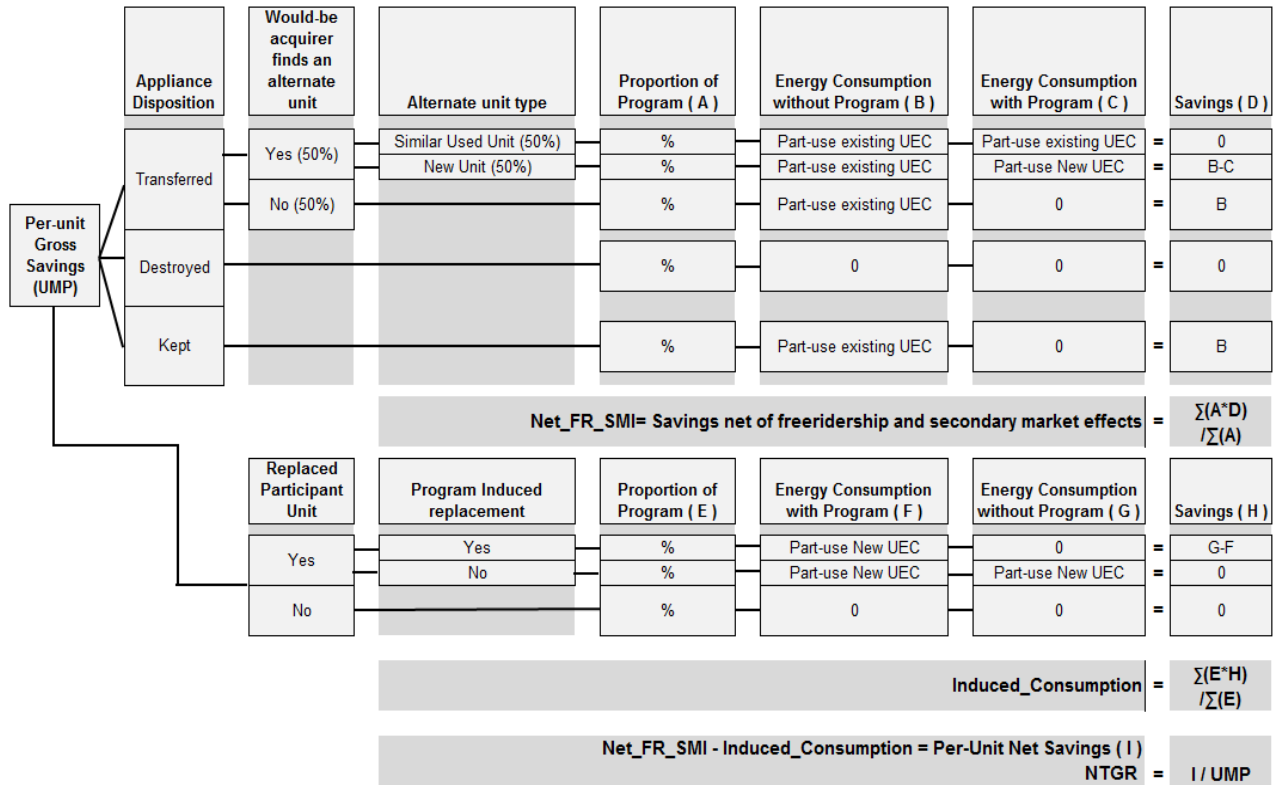 Appliance
Disposition
Would-be
acquirer
finds an
alternate
unit
Alternate unit type
Proportion of
Program ( A )
Energy Consumption
without Program ( B )
Energy Consumption
with Program ( C )
Savings ( D )
Per-unit
Gross
Savings
(UMP)
Transferred
Yes (50%)
Similar Used Unit (50%)
%
Part-use existing UEC
Part-use existing UEC
=
0
New Unit (50%)
%
Part-use existing UEC
Part-use New UEC
=
B-C
No (50%)
%
Part-use existing UEC
0
=
B
Destroyed
%
0
0
=
0
Kept
%
Part-use existing UEC
0
=
B
Net_FR_SMI= Savings net of freeridership and secondary market effects
=
∑(A*D)
/∑(A)
Replaced
Participant
Unit
Program Induced
replacement
Proportion of
Program ( E )
Energy Consumption
with Program ( F )
Energy Consumption
without Program ( G )
Savings ( H )
Yes
Yes
%
Part-use New UEC
0
=
G-F
No
%
Part-use New UEC
Part-use New UEC
=
0
No
%
0
0
=
0
Induced_Consumption
=
∑(E*H)
/∑(E)
Net_FR_SMI - Induced_Consumption = Per-Unit Net Savings ( I )
NTGR
=
I / UMP